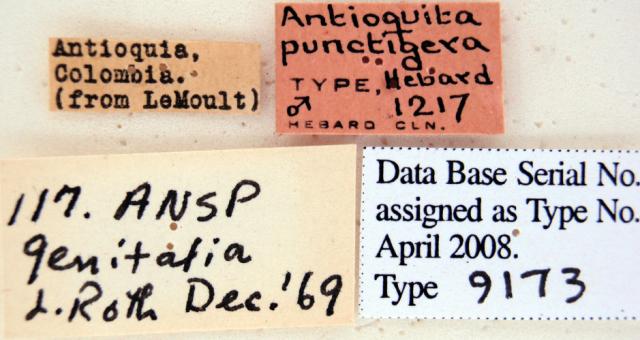 Antioquia,
Colombia.
(from LeMoult)
Antioquita
punctigera
TYPE, Hebard
♂ 1217
HEBARD CLN.
117. ANSP
genitalia
L. Roth Dec. '69
Data Base Serial No.
assigned as Type No.
April 2008.
Type 9173